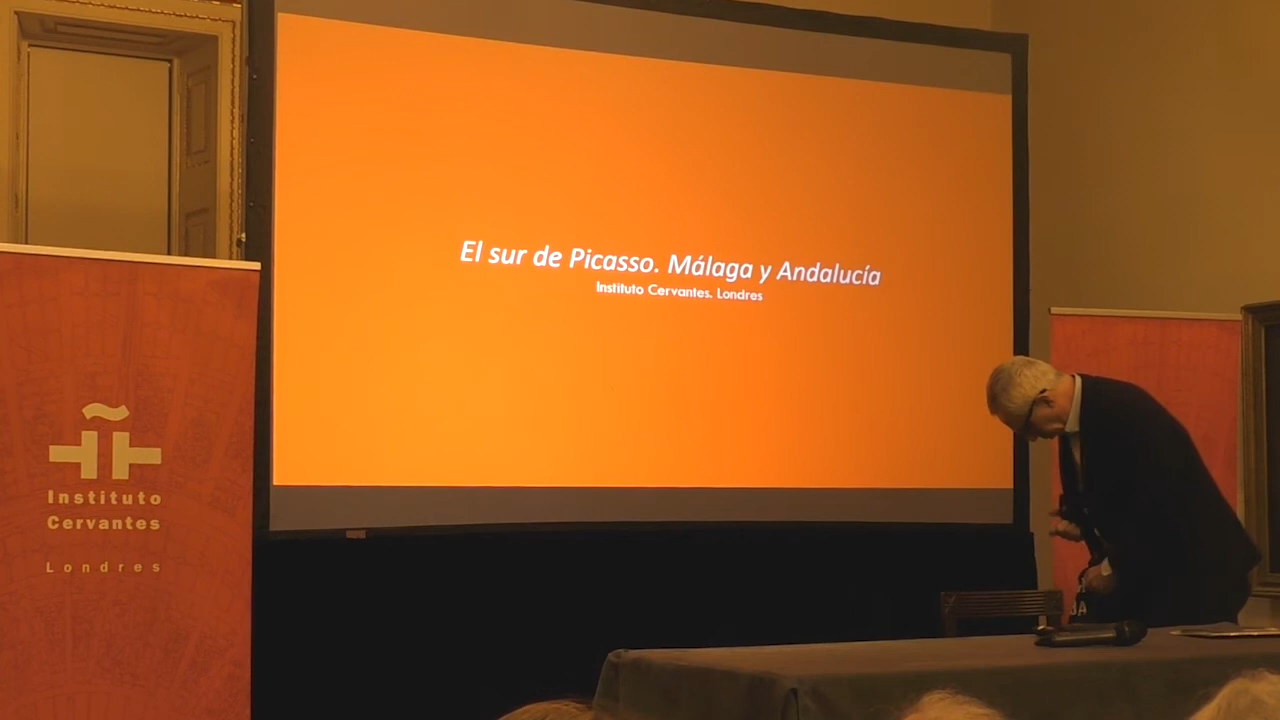 El sur de Picasso. Málaga y Andalucía
Instituto Cervantes. Londres
Instituto
Cervantes
Londres